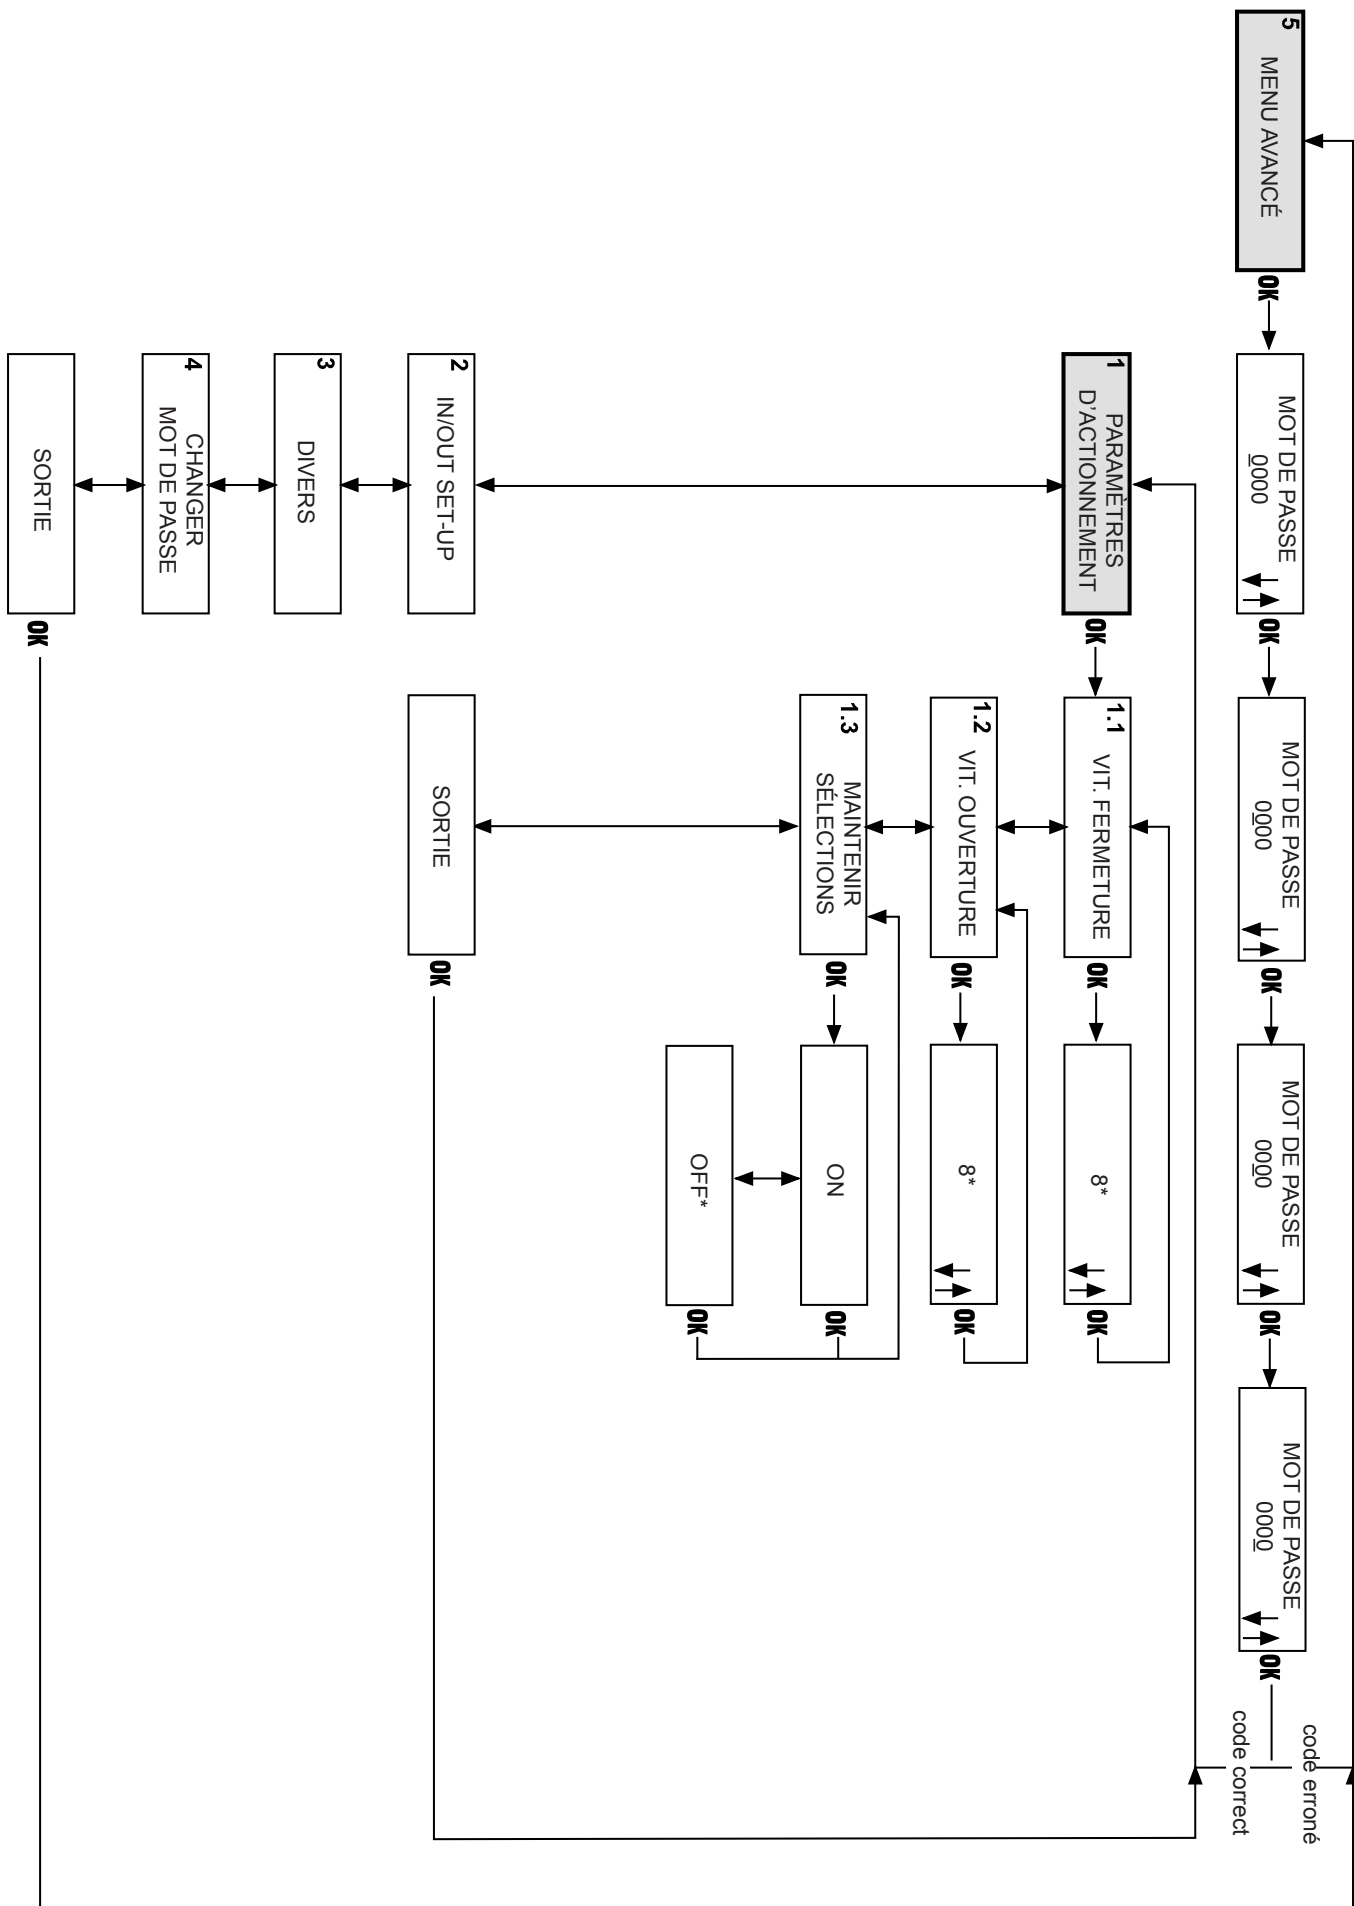 5
MENU AVANCÉ
OK
MOT DE PASSE
0000
OK
MOT DE PASSE
0000
OK
MOT DE PASSE
0000
OK
MOT DE PASSE
0000
OK
code erroné
code correct
1
PARAMÈTRES
D'ACTIONNEMENT
OK
1.1
VIT. FERMETURE
OK
8*
OK
1.2
VIT. OUVERTURE
OK
8*
OK
1.3
MAINTENIR
SÉLECTIONS
OK
ON
OK
OFF*
OK
2
IN/OUT SET-UP
SORTIE
OK
3
DIVERS
4
CHANGER
MOT DE PASSE
SORTIE
OK